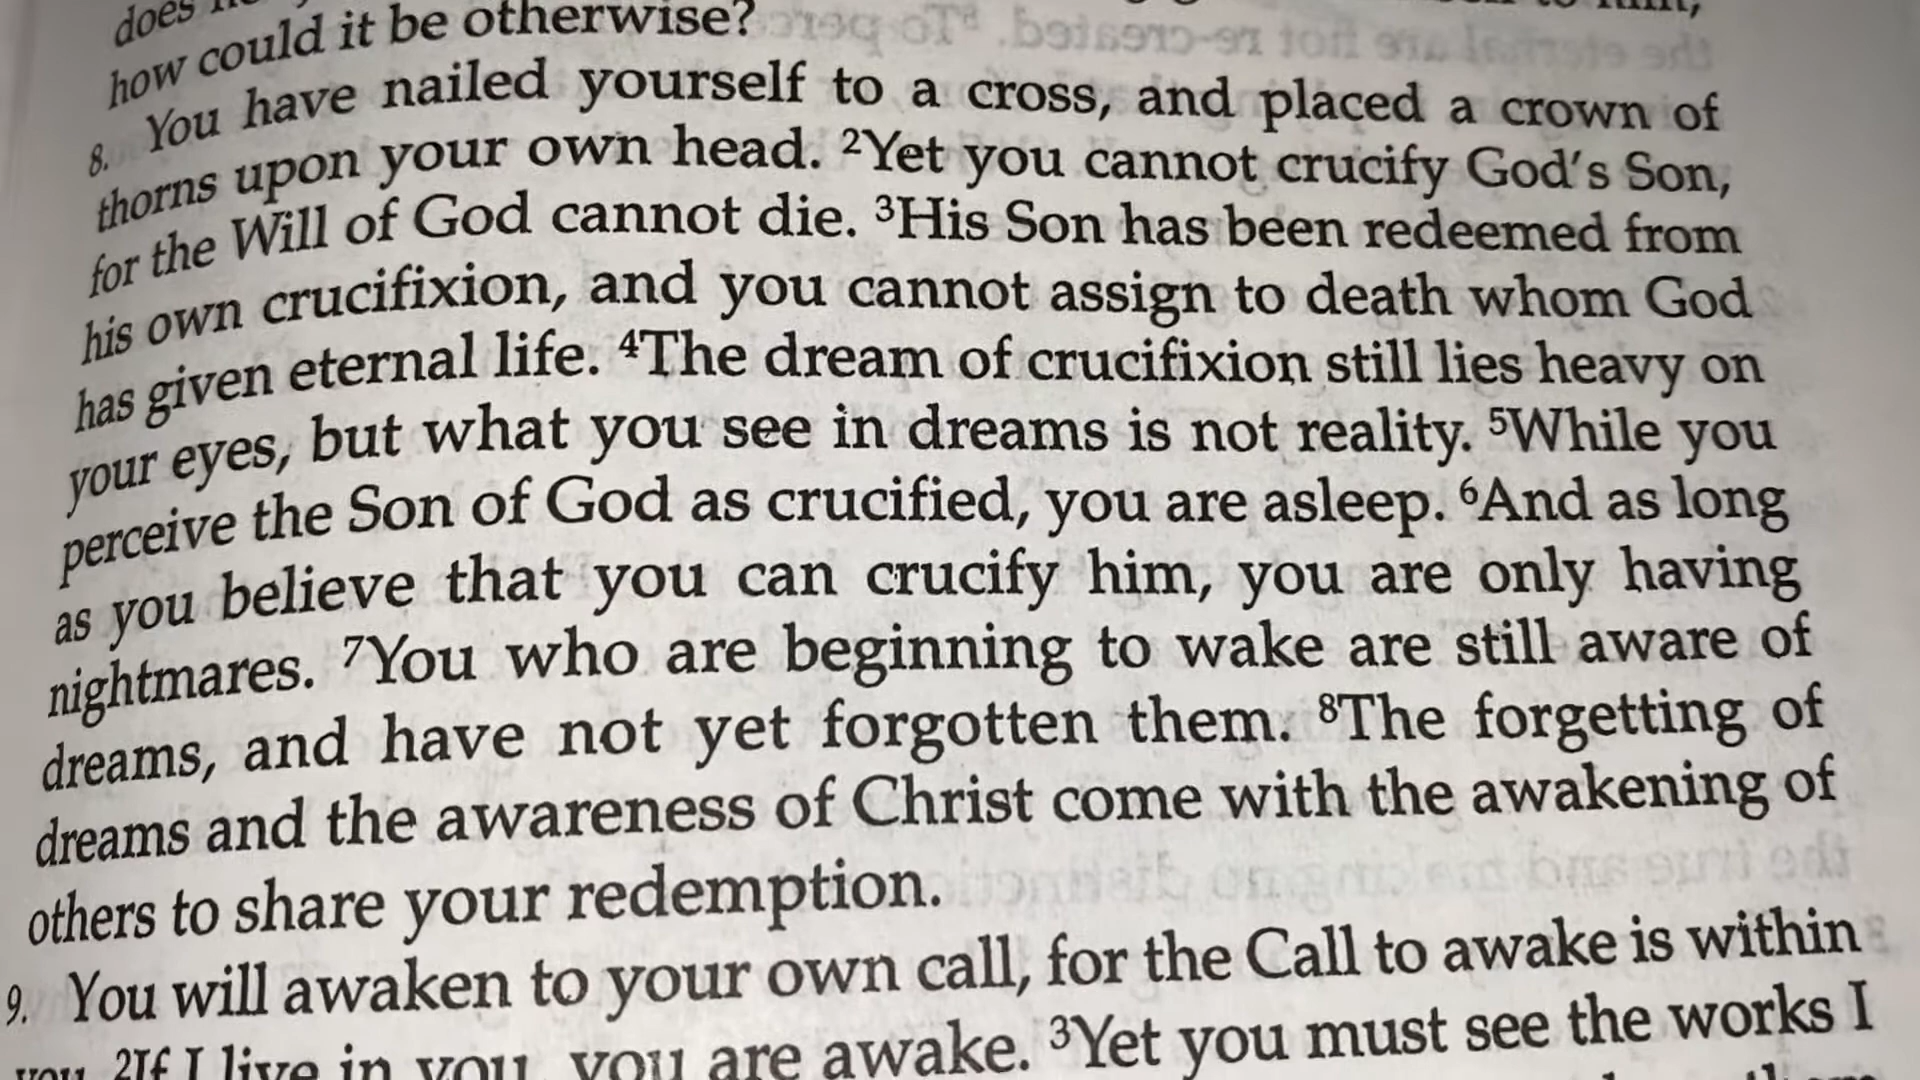 does
how could it be otherwise?
8. You have nailed yourself to a cross, and placed a crown of
thorns upon your own head. ²Yet you cannot crucify God's Son,
for the Will of God cannot die. ³His Son has been redeemed from
his own crucifixion, and you cannot assign to death whom God
has given eternal life. ⁴The dream of crucifixion still lies heavy on
your eyes, but what you see in dreams is not reality. ⁵While you
perceive the Son of God as crucified, you are asleep. ⁶And as long
as you believe that you can crucify him, you are only having
nightmares. ⁷You who are beginning to wake are still aware of
dreams, and have not yet forgotten them. ⁸The forgetting of
dreams and the awareness of Christ come with the awakening of
others to share your redemption.
9. You will awaken to your own call, for the Call to awake is within
you. ²If I live in you, you are awake. ³Yet you must see the works I